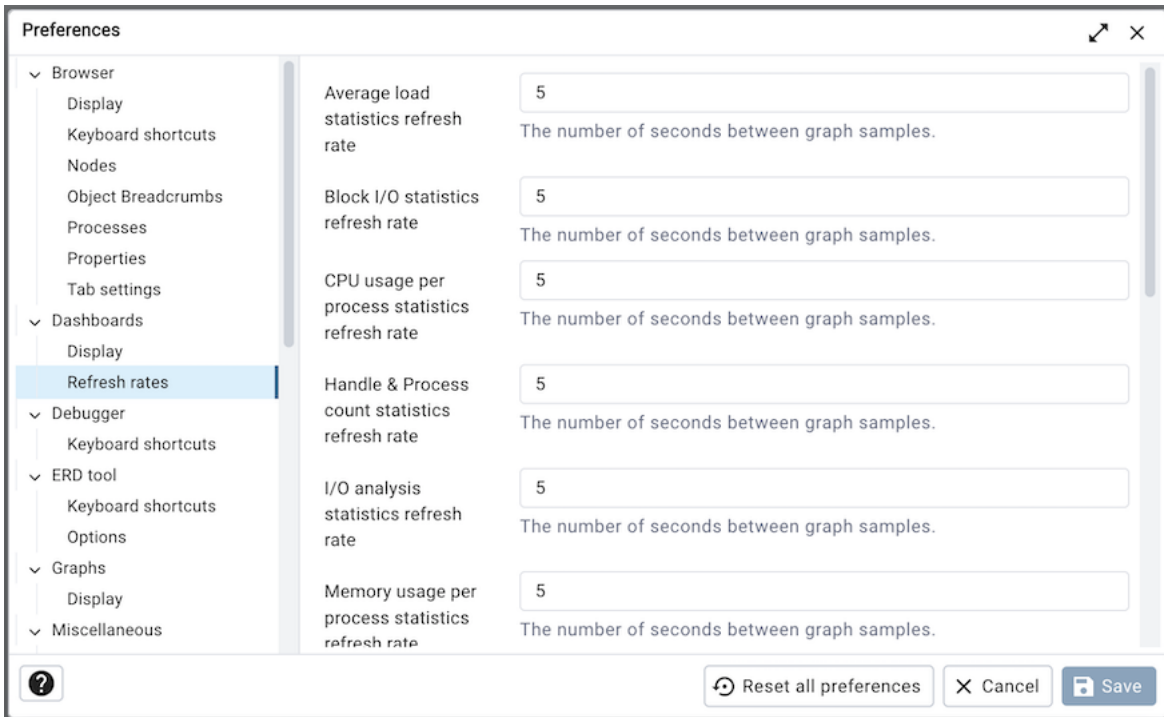 Preferences
Browser
Display
Keyboard shortcuts
Nodes
Object Breadcrumbs
Processes
Properties
Tab settings
Dashboards
Display
Refresh rates
Debugger
Keyboard shortcuts
ERD tool
Keyboard shortcuts
Options
Graphs
Display
Miscellaneous
Average load
statistics refresh
rate
5
The number of seconds between graph samples.
Block I/O statistics
refresh rate
5
The number of seconds between graph samples.
CPU usage per
process statistics
refresh rate
5
The number of seconds between graph samples.
Handle & Process
count statistics
refresh rate
5
The number of seconds between graph samples.
I/O analysis
statistics refresh
rate
5
The number of seconds between graph samples.
Memory usage per
process statistics
refresh rate
5
The number of seconds between graph samples.
?
Reset all preferences
Cancel
Save